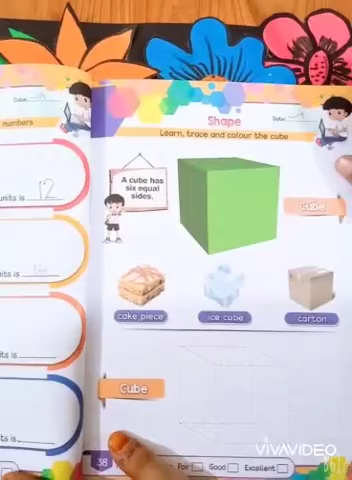 Date:
numbers
units is 12
its is
its is
ts is
Shape
Date:
Learn, trace and colour the cube
A cube has
six equal
sides.
Cube
cake piece
ice cube
carton
Cube
38
Fair
Good
Excellent
VIVAVIDEO